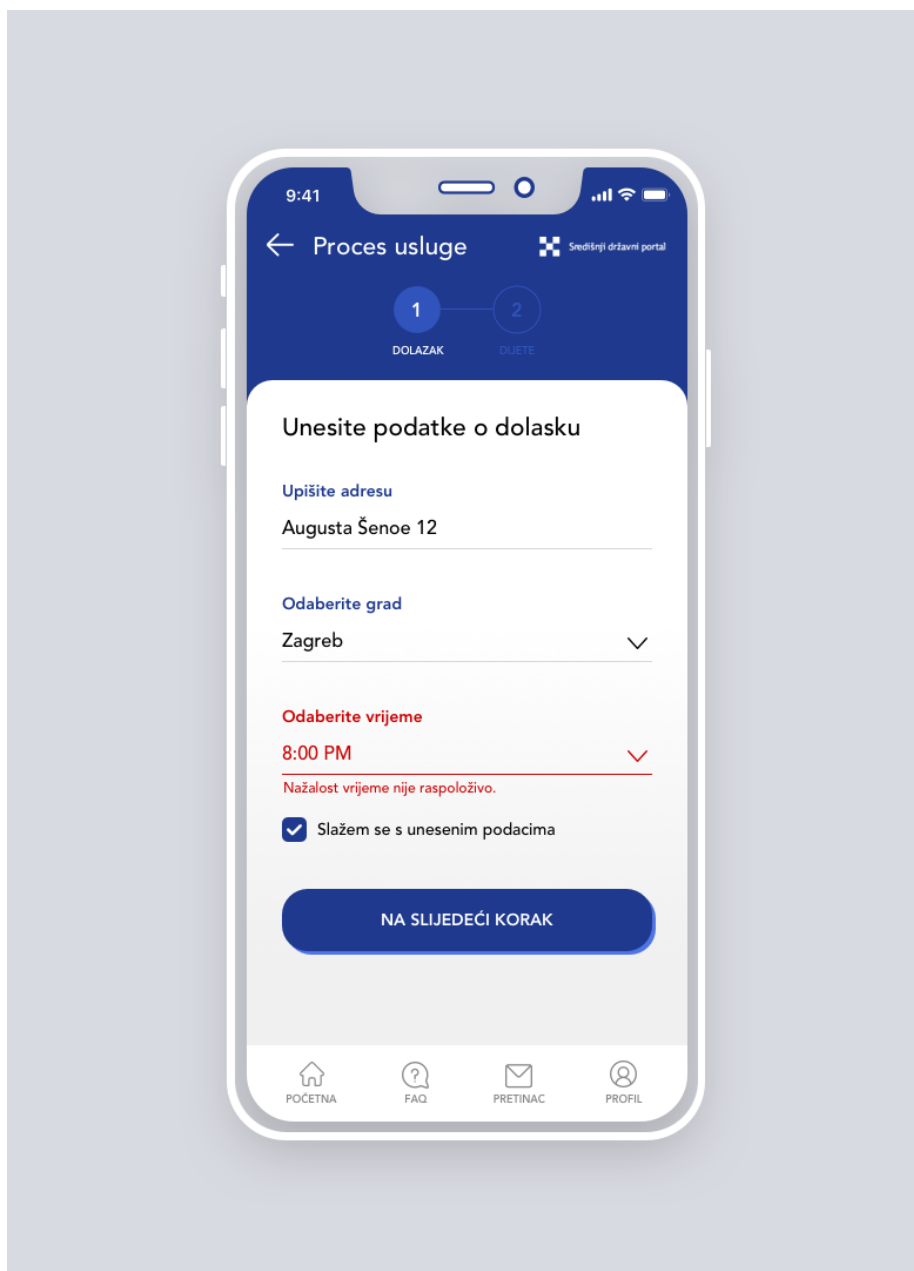 9:41
Proces usluge
Središnji državni portal
1
2
DOLAZAK
DIJETE
Unesite podatke o dolasku
Upišite adresu
Augusta Šenoe 12
Odaberite grad
Zagreb
Odaberite vrijeme
8:00 PM
Nažalost vrijeme nije raspoloživo.
Slažem se s unesenim podacima
NA SLIJEDEĆI KORAK
POČETNA
FAQ
PRETINAC
PROFIL